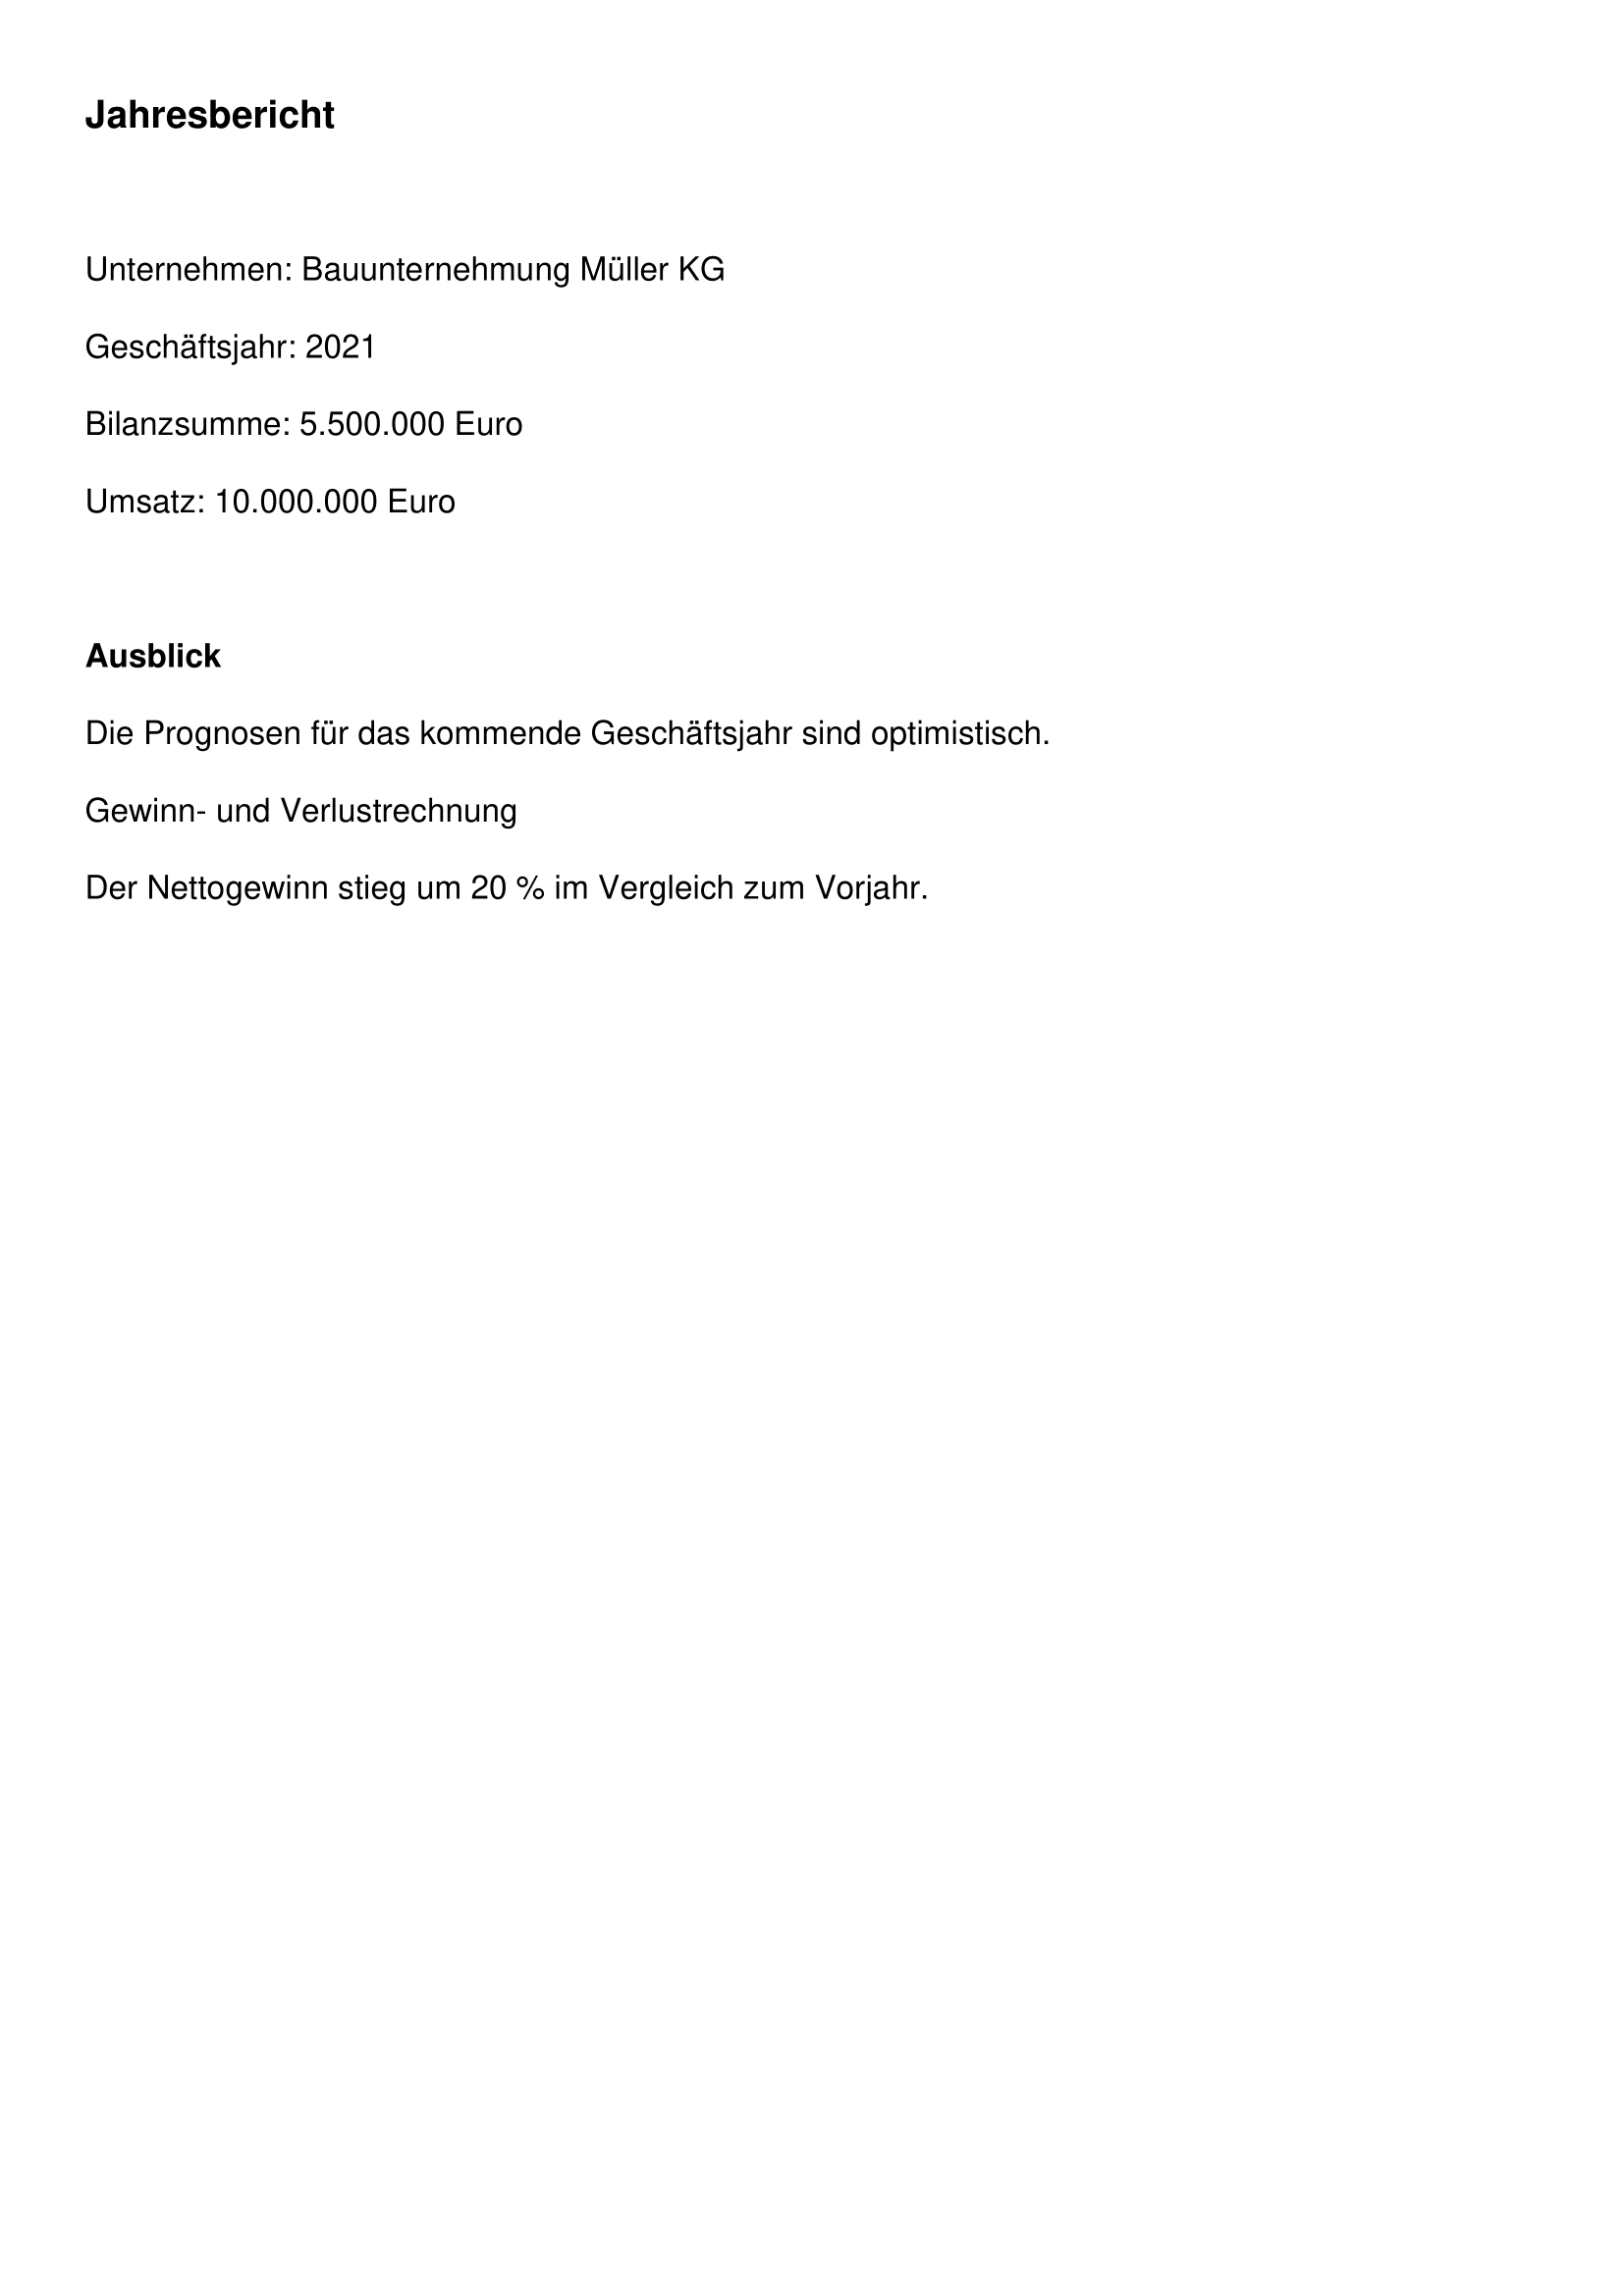 Jahresbericht
Unternehmen: Bauunternehmung Müller KG
Geschäftsjahr: 2021
Bilanzsumme: 5.500.000 Euro
Umsatz: 10.000.000 Euro
Ausblick
Die Prognosen für das kommende Geschäftsjahr sind optimistisch.
Gewinn- und Verlustrechnung
Der Nettogewinn stieg um 20 % im Vergleich zum Vorjahr.